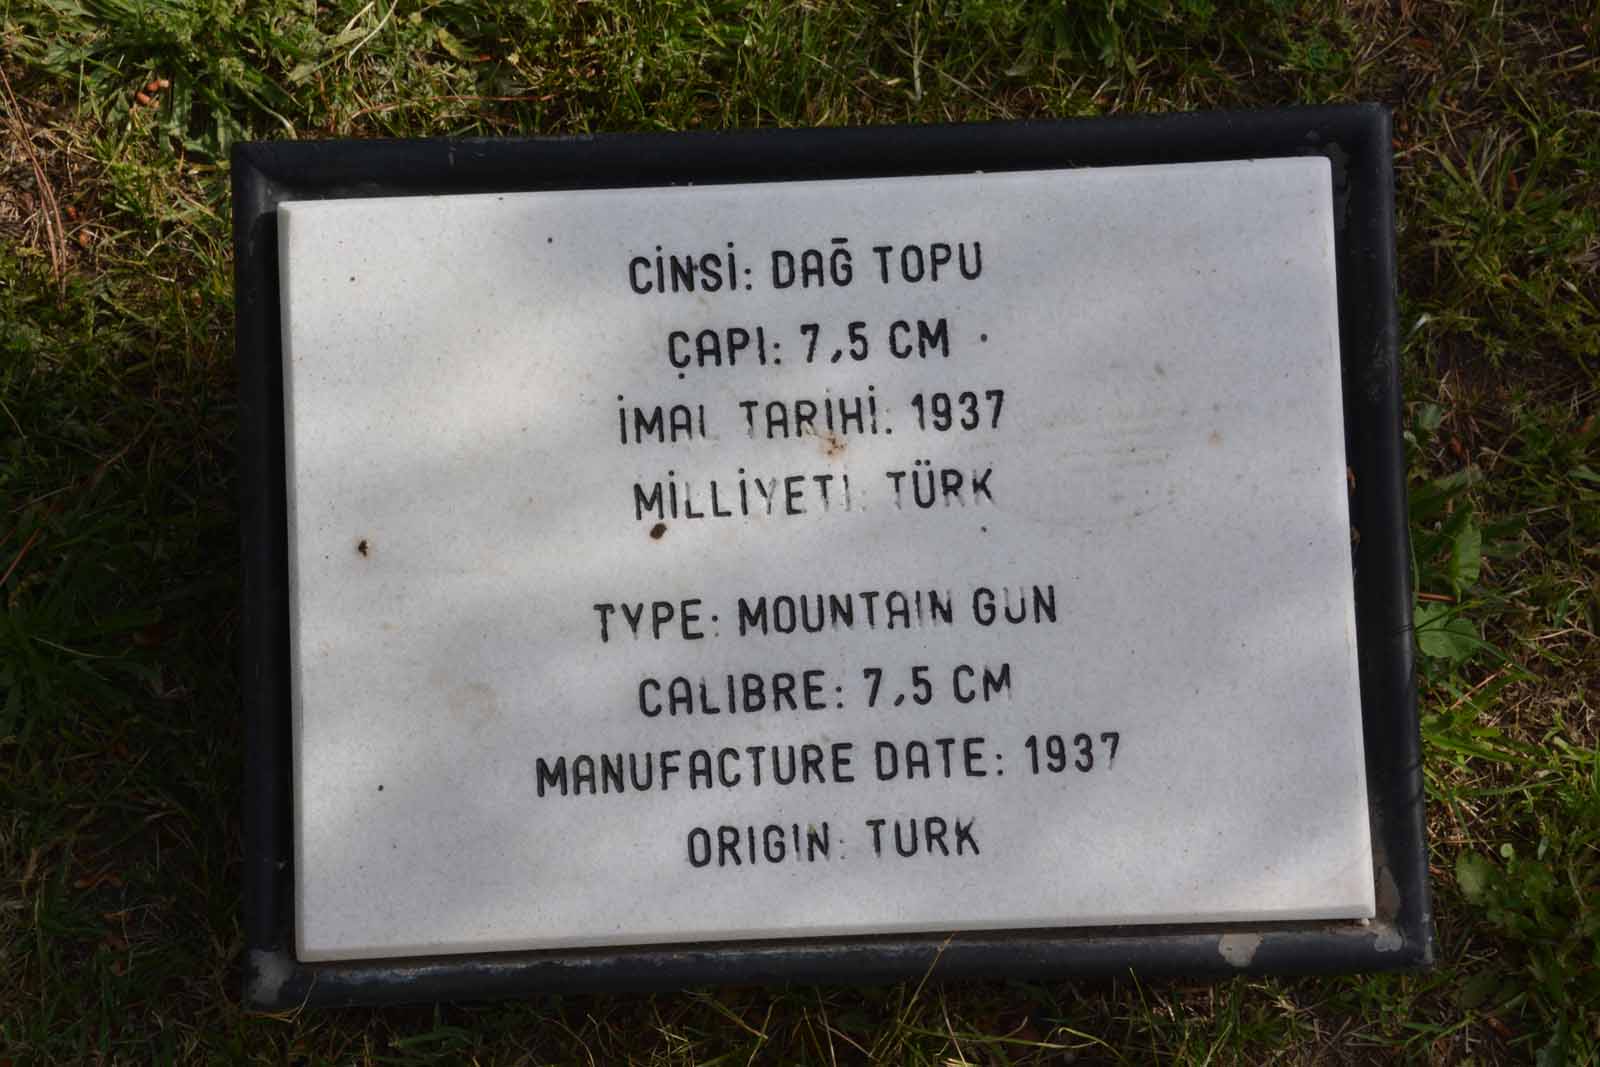 CİNSİ: DAĞ TOPU
ÇAPI: 7,5 CM
İMAL TARİHİ: 1937
MİLLİYETİ: TÜRK
TYPE: MOUNTAIN GUN
CALIBRE: 7,5 CM
MANUFACTURE DATE: 1937
ORIGIN: TURK